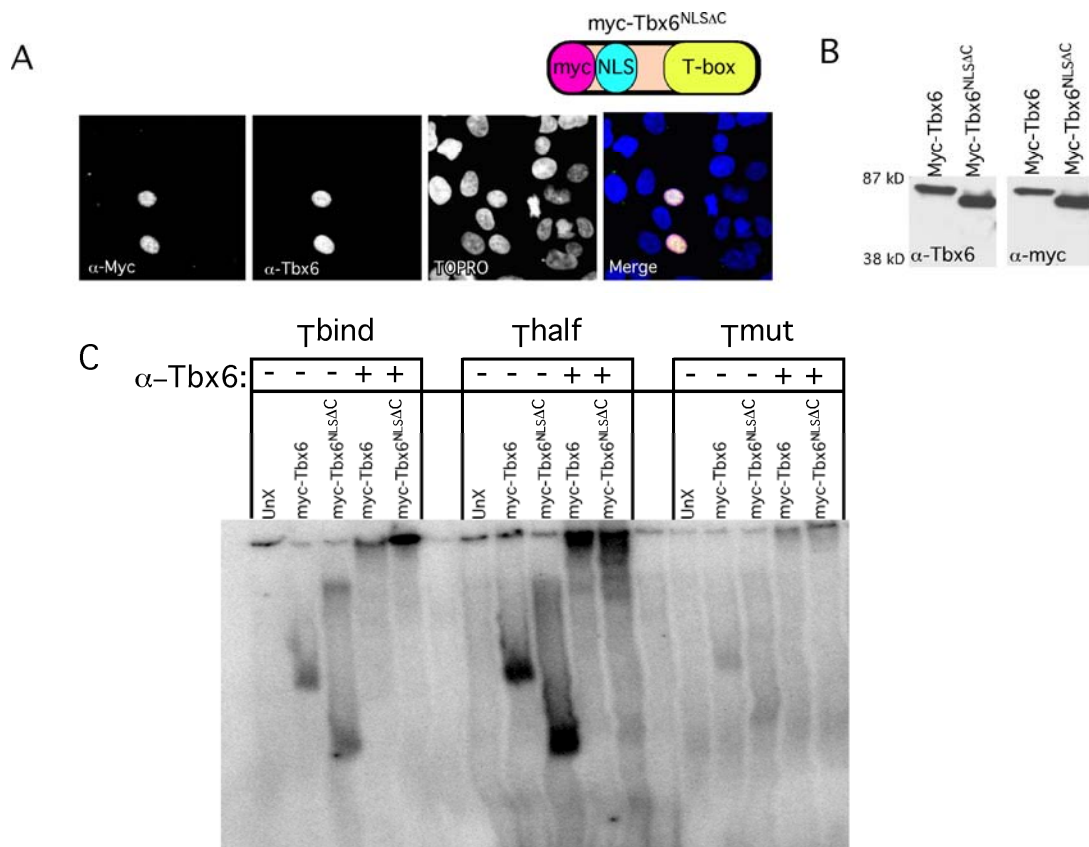 A
myc-Tbx6NLSΔC
myc NLS T-box
α-Myc α-Tbx6 TOPRO Merge
B
Myc-Tbx6 Myc-Tbx6NLSΔC Myc-Tbx6 Myc-Tbx6NLSΔC
87 kD
38 kD
α-Tbx6 α-myc
C
Tbind Thalf Tmut
α-Tbx6: - - - + + - - - + + - - - + +
UnX myc-Tbx6 myc-Tbx6NLSΔC myc-Tbx6 myc-Tbx6NLSΔC UnX myc-Tbx6 myc-Tbx6NLSΔC myc-Tbx6 myc-Tbx6NLSΔC UnX myc-Tbx6 myc-Tbx6NLSΔC myc-Tbx6 myc-Tbx6NLSΔC